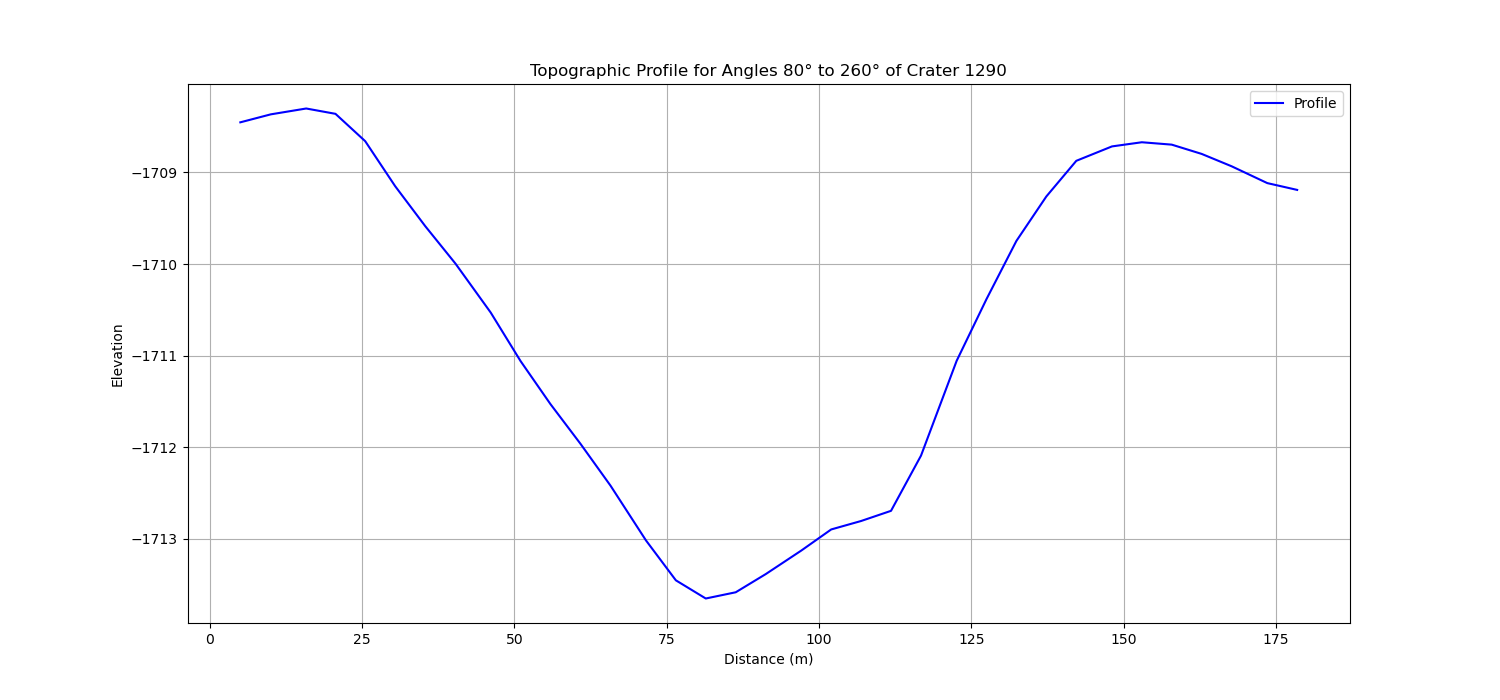 Topographic Profile for Angles 80° to 260° of Crater 1290
Profile
−1709
−1710
−1711
−1712
−1713
Elevation
0 25 50 75 100 125 150 175
Distance (m)